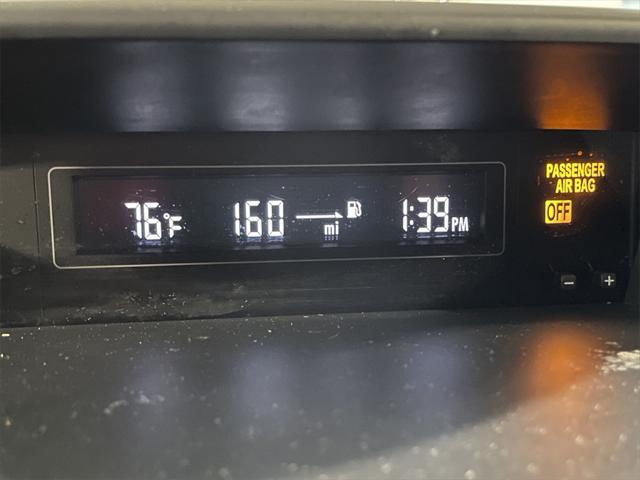 76°F 160 mi 1:39 PM
PASSENGER
AIR BAG
OFF
- +